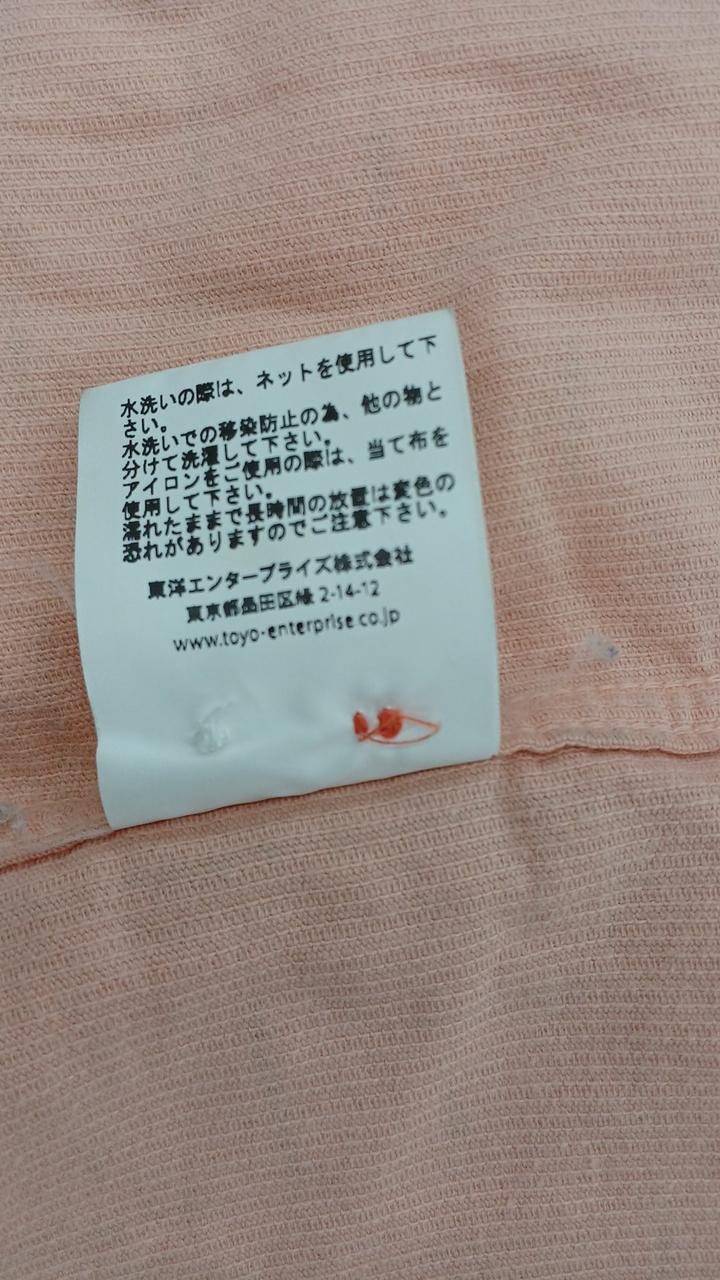 水洗いの際は、ネットを使用して下
さい。
水洗いでの移染防止の為、他の物と
分けて洗濯して下さい。
アイロンをご使用の際は、当て布を
使用して下さい。
濡れたままで長時間の放置は変色の
恐れがありますのでご注意下さい。
東洋エンタープライズ株式会社
東京都品田区緑 2-14-12
www.toyo-enterprise.co.jp